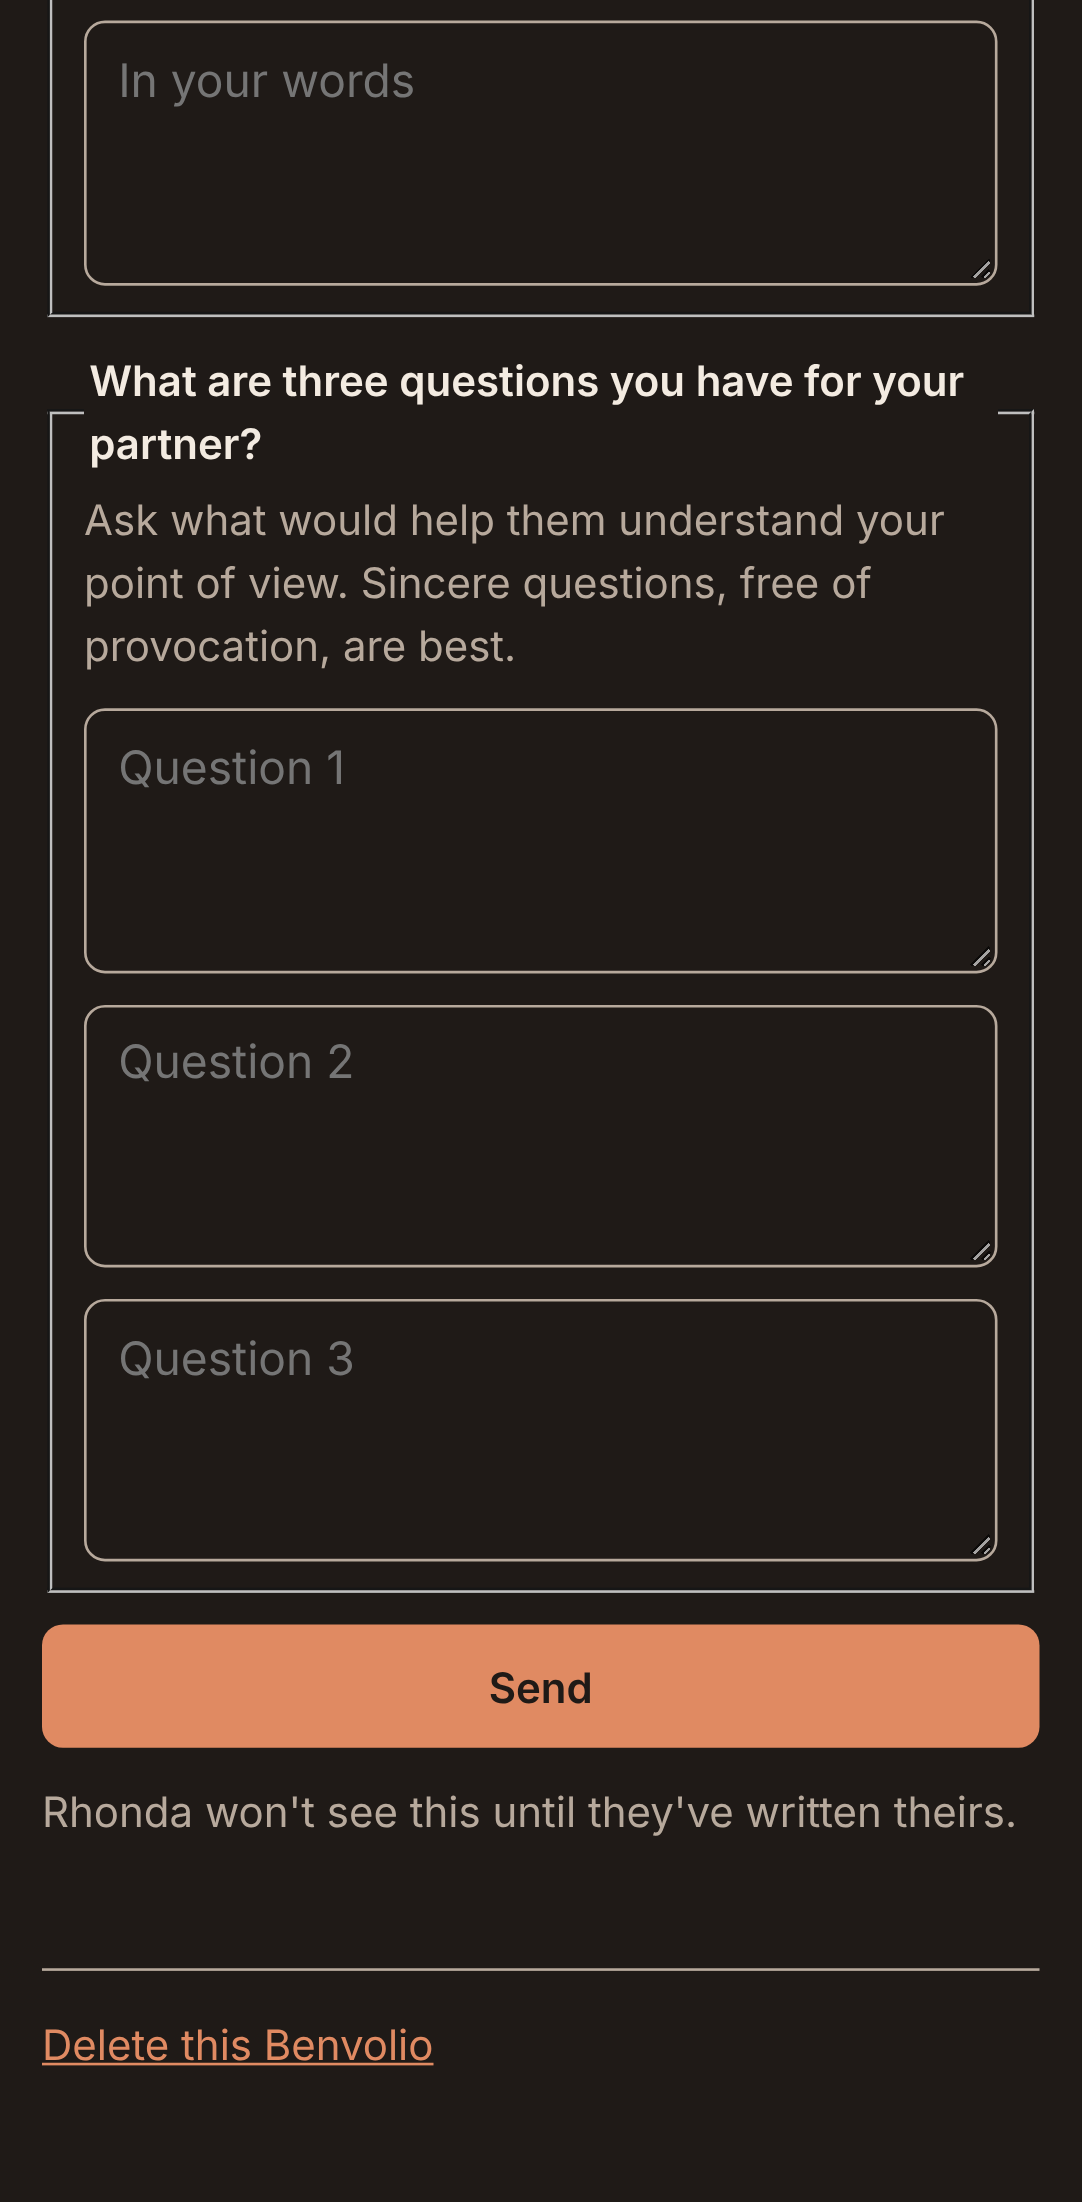 In your words
What are three questions you have for your
partner?
Ask what would help them understand your
point of view. Sincere questions, free of
provocation, are best.
Question 1
Question 2
Question 3
Send
Rhonda won't see this until they've written theirs.
Delete this Benvolio